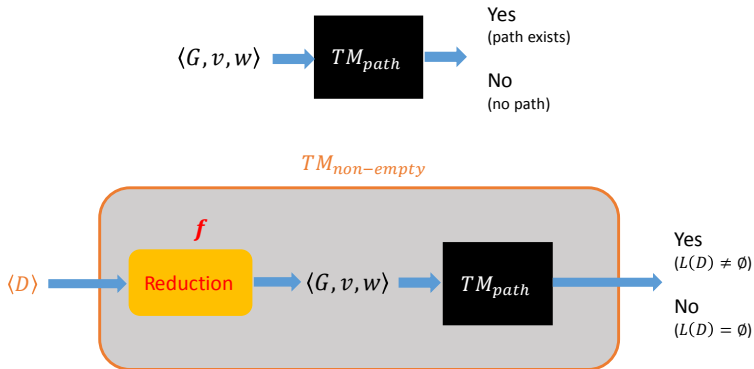 Yes
(path exists)
⟨G, v, w⟩
TM_path
No
(no path)
TM_non−empty
f
⟨D⟩
Reduction
⟨G, v, w⟩
TM_path
Yes
(L(D) ≠ ∅)
No
(L(D) = ∅)